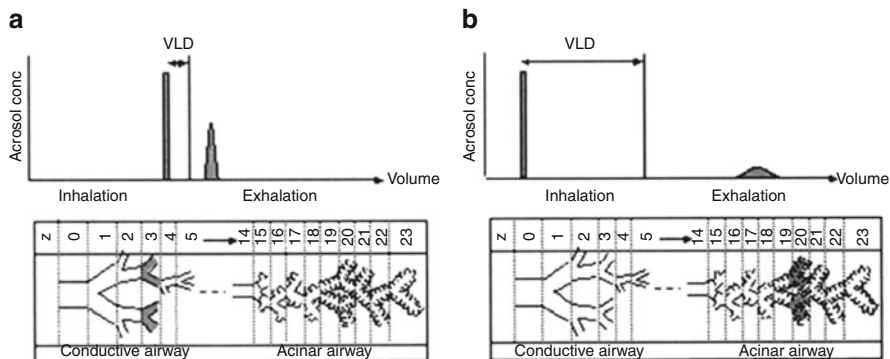 a
VLD
Acrosol conc
Volume
Inhalation
Exhalation
z 0 1 2 3 4 5 14 15 16 17 18 19 20 21 22 23
Conductive airway
Acinar airway
b
VLD
Acrosol conc
Volume
Inhalation
Exhalation
z 0 1 2 3 4 5 14 15 16 17 18 19 20 21 22 23
Conductive airway
Acinar airway